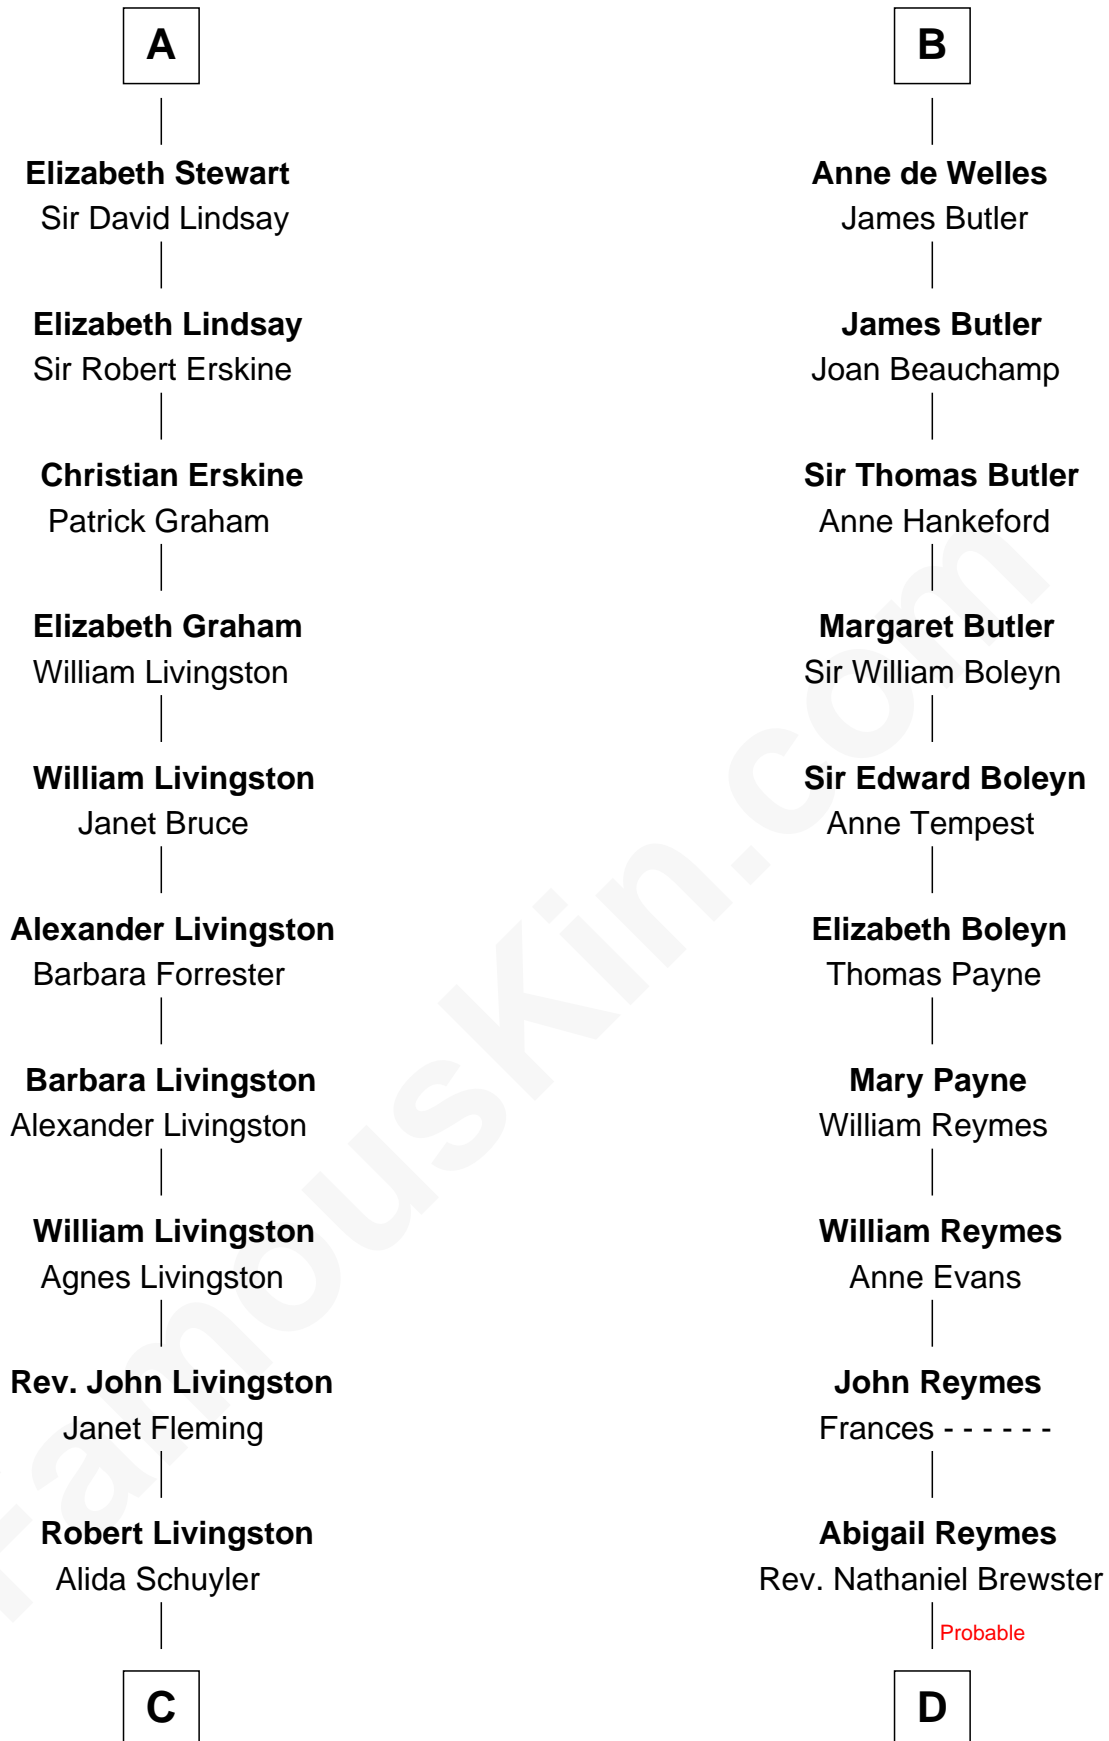 A
Elizabeth Stewart
Sir David Lindsay
Elizabeth Lindsay
Sir Robert Erskine
Christian Erskine
Patrick Graham
Elizabeth Graham
William Livingston
William Livingston
Janet Bruce
Alexander Livingston
Barbara Forrester
Barbara Livingston
Alexander Livingston
William Livingston
Agnes Livingston
Rev. John Livingston
Janet Fleming
Robert Livingston
Alida Schuyler
C
B
Anne de Welles
James Butler
James Butler
Joan Beauchamp
Sir Thomas Butler
Anne Hankeford
Margaret Butler
Sir William Boleyn
Sir Edward Boleyn
Anne Tempest
Elizabeth Boleyn
Thomas Payne
Mary Payne
William Reymes
William Reymes
Anne Evans
John Reymes
Frances - - - - - -
Abigail Reymes
Rev. Nathaniel Brewster
Probable
D
FamousKin.com